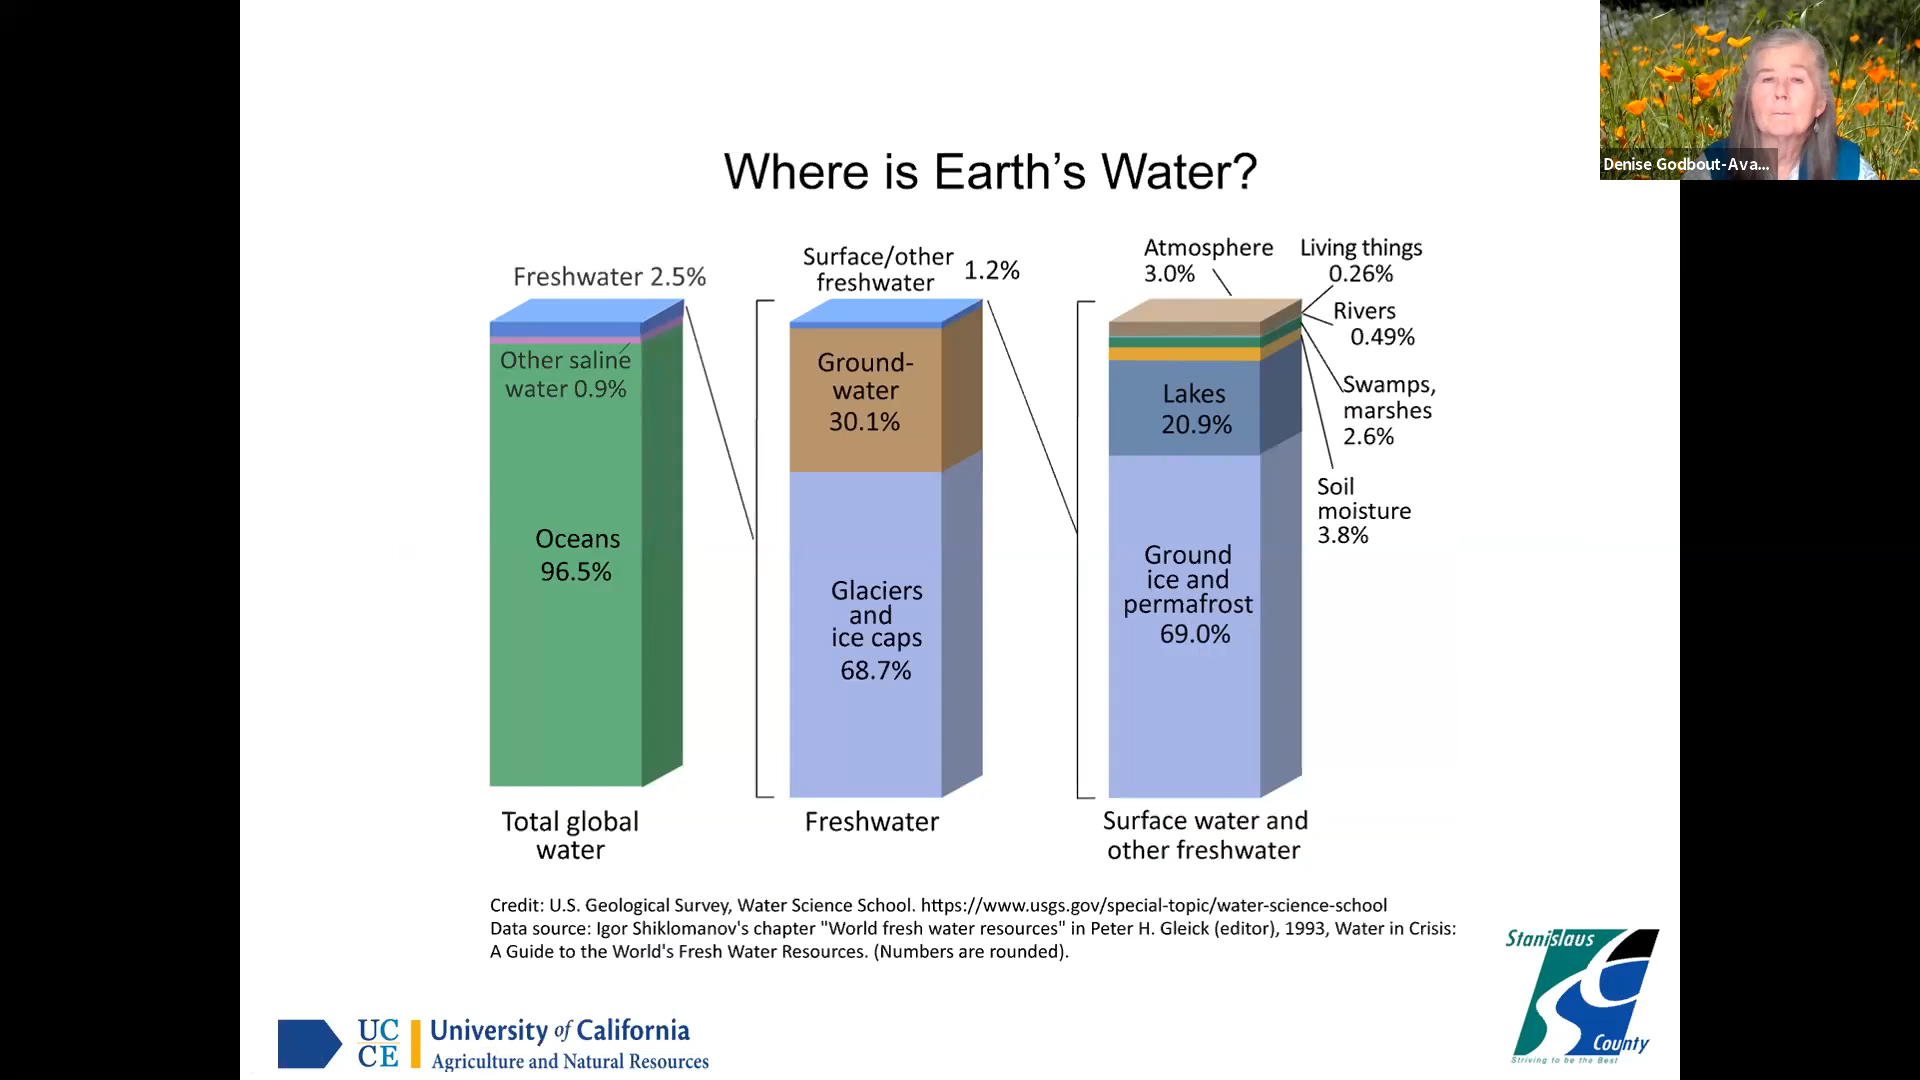 Where is Earth's Water?
Denise Godbout-Ava...
Freshwater 2.5%
Other saline
water 0.9%
Oceans
96.5%
Total global
water
Surface/other
freshwater
1.2%
Ground-
water
30.1%
Glaciers
and
ice caps
68.7%
Freshwater
Atmosphere
3.0%
Living things
0.26%
Rivers
0.49%
Swamps,
marshes
2.6%
Soil
moisture
3.8%
Lakes
20.9%
Ground
ice and
permafrost
69.0%
Surface water and
other freshwater
Credit: U.S. Geological Survey, Water Science School. https://www.usgs.gov/special-topic/water-science-school
Data source: Igor Shiklomanov's chapter "World fresh water resources" in Peter H. Gleick (editor), 1993, Water in Crisis:
A Guide to the World's Fresh Water Resources. (Numbers are rounded).
UC
CE
University of California
Agriculture and Natural Resources
Stanislaus
County
Striving to be the Best